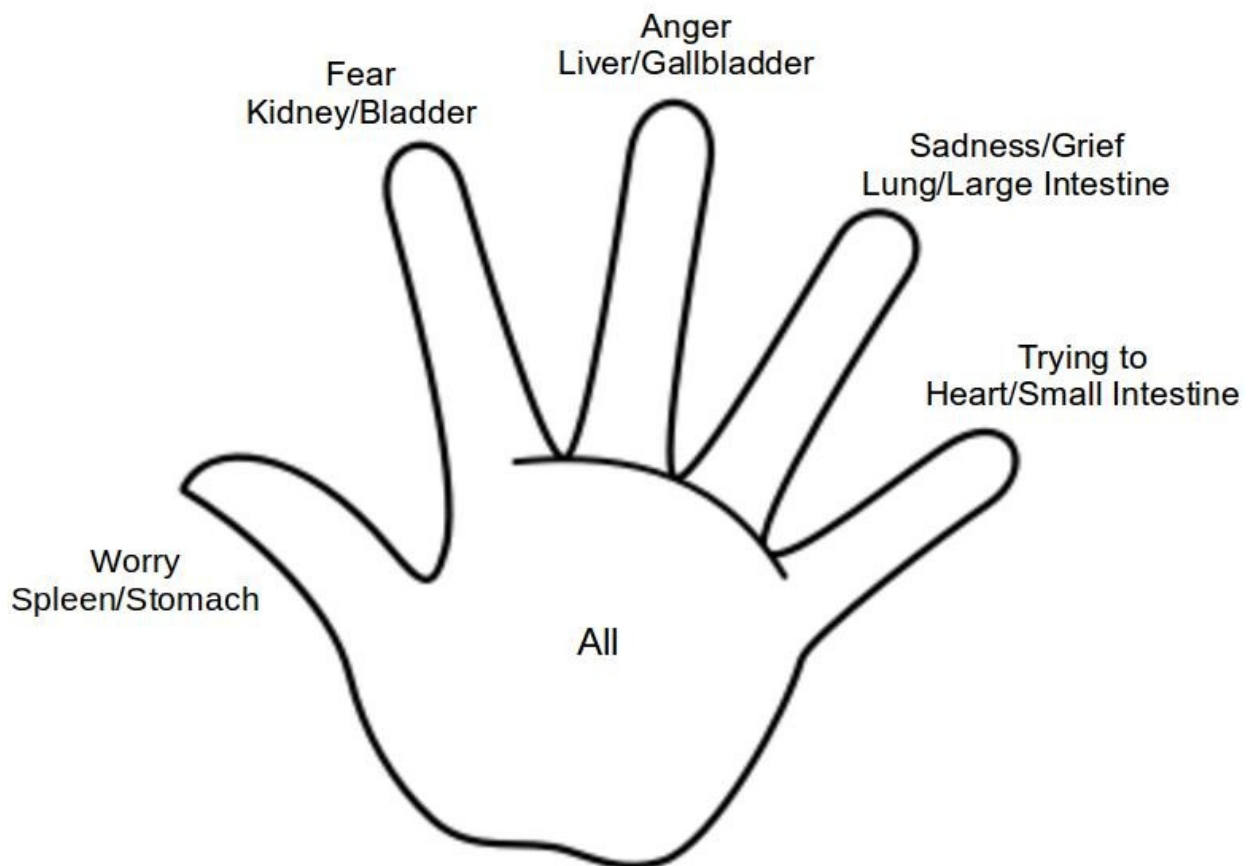 Anger
Liver/Gallbladder
Fear
Kidney/Bladder
Sadness/Grief
Lung/Large Intestine
Trying to
Heart/Small Intestine
Worry
Spleen/Stomach
All